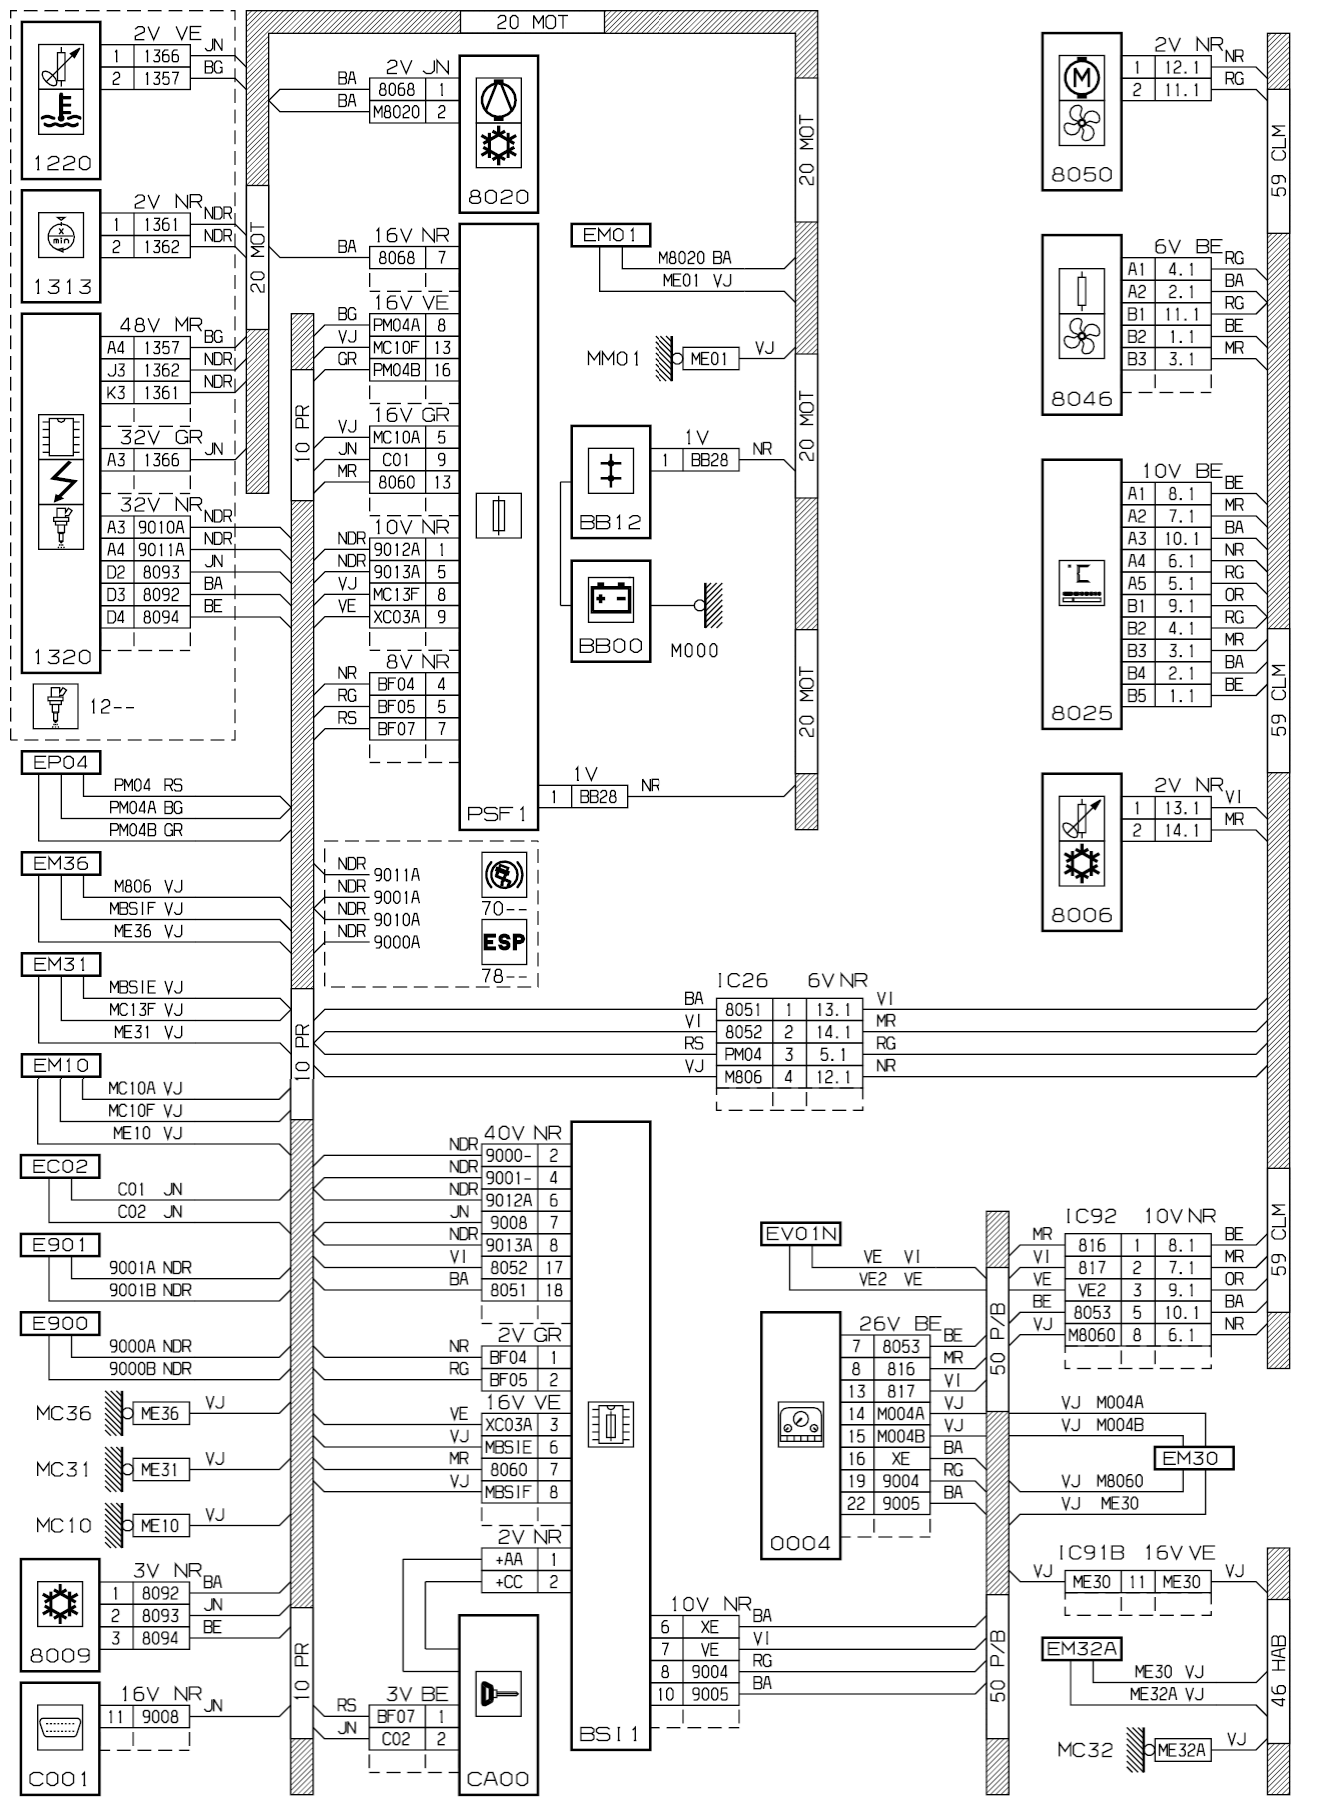 20 MOT
2V VE
1 1366 JN
2 1357 BG
1220
2V NR
1 1361 NDR
2 1362 NDR
1313
48V MR
A4 1357 BG
J3 1362 NDR
K3 1361 NDR
32V GR
A3 1366 JN
32V NR
A3 9010A NDR
A4 9011A NDR
D2 8093 JN
D3 8092 BA
D4 8094 BE
1320
12--
20 MOT
10 PR
EP04
PM04 RS
PM04A BG
PM04B GR
EM36
M806 VJ
MBSIF VJ
ME36 VJ
EM31
MBSIE VJ
MC13F VJ
ME31 VJ
EM10
MC10A VJ
MC10F VJ
ME10 VJ
EC02
C01 JN
C02 JN
E901
9001A NDR
9001B NDR
E900
9000A NDR
9000B NDR
MC36 ME36 VJ
MC31 ME31 VJ
MC10 ME10 VJ
3V NR
1 8092 BA
2 8093 JN
3 8094 BE
8009
16V NR
11 9008 JN
C001
10 PR
10 PR
2V JN
BA 8068 1
BA M8020 2
8020
16V NR
BA 8068 7
16V VE
BG PM04A 8
VJ MC10F 13
GR PM04B 16
16V GR
VJ MC10A 5
JN C01 9
MR 8060 13
10V NR
NDR 9012A 1
NDR 9013A 5
VJ MC13F 8
VE XC03A 9
8V NR
NR BF04 4
RG BF05 5
RS BF07 7
1V
1 BB28 NR
PSF1
NDR 9011A
NDR 9001A
NDR 9010A
NDR 9000A
70--
ESP
78--
EM01
M8020 BA
ME01 VJ
MM01 ME01 VJ
1V
1 BB28 NR
BB12
BB00
M000
20 MOT
20 MOT
20 MOT
IC26 6V NR
BA 8051 1 13.1 VI
VI 8052 2 14.1 MR
RS PM04 3 5.1 RG
VJ M806 4 12.1 NR
40V NR
NDR 9000- 2
NDR 9001- 4
NDR 9012A 6
JN 9008 7
NDR 9013A 8
VI 8052 17
BA 8051 18
2V GR
NR BF04 1
RG BF05 2
16V VE
VE XC03A 3
VJ MBSIE 6
MR 8060 7
VJ MBSIF 8
2V NR
+AA 1
+CC 2
10V NR
6 XE BA
7 VE VI
8 9004 RG
10 9005 BA
BSI1
3V BE
RS BF07 1
JN C02 2
CA00
EV01N
VE VI
VE2 VE
26V BE
7 8053 BE
8 816 MR
13 817 VI
14 M004A VJ
15 M004B VJ
16 XE BA
19 9004 RG
22 9005 BA
0004
50 P/B
50 P/B
2V NR
1 12.1 NR
2 11.1 RG
M
8050
6V BE
A1 4.1 RG
A2 2.1 BA
B1 11.1 RG
B2 1.1 BE
B3 3.1 MR
8046
10V BE
A1 8.1 BE
A2 7.1 MR
A3 10.1 BA
A4 6.1 NR
A5 5.1 RG
B1 9.1 OR
B2 4.1 RG
B3 3.1 MR
B4 2.1 BA
B5 1.1 BE
8025
2V NR
1 13.1 VI
2 14.1 MR
8006
59 CLM
59 CLM
59 CLM
IC92 10V NR
MR 816 1 8.1 BE
VI 817 2 7.1 MR
VE VE2 3 9.1 OR
BE 8053 5 10.1 BA
VJ M8060 8 6.1 NR
VJ M004A
VJ M004B
EM30
VJ M8060
VJ ME30
IC91B 16V VE
VJ ME30 11 ME30 VJ
EM32A
ME30 VJ
ME32A VJ
MC32 ME32A VJ
46 HAB